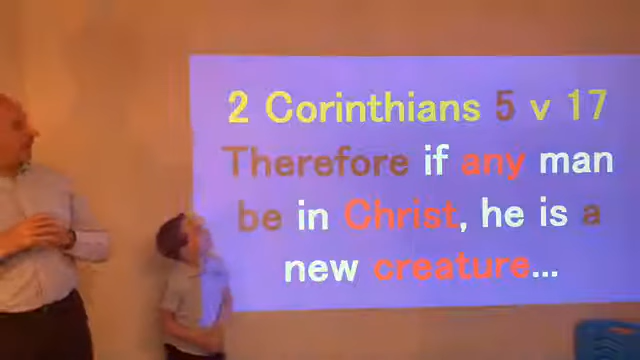 2 Corinthians 5 v 17
Therefore if any man
be in Christ, he is a
new creature...